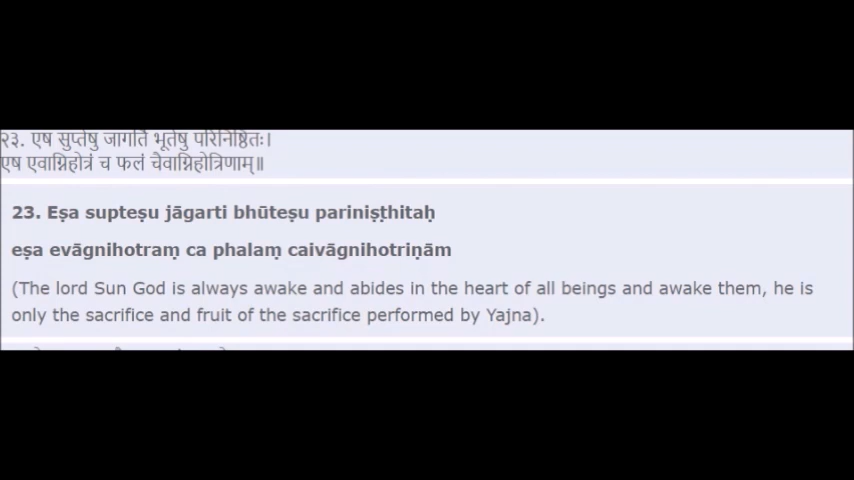 २३. एष सुप्तेषु जागर्ति भूतेषु परिनिष्ठितः।
एष एवाग्निहोत्रं च फलं चैवाग्निहोत्रिणाम्॥
23. Eṣa supteṣu jāgarti bhūteṣu pariniṣṭhitaḥ
eṣa evāgnihotraṃ ca phalaṃ caivāgnihotriṇām
(The lord Sun God is always awake and abides in the heart of all beings and awake them, he is
only the sacrifice and fruit of the sacrifice performed by Yajna).